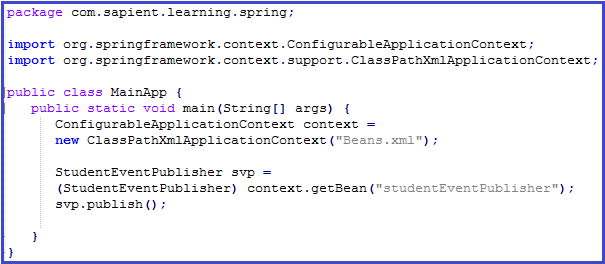 package com.sapient.learning.spring;
import org.springframework.context.ConfigurableApplicationContext;
import org.springframework.context.support.ClassPathXmlApplicationContext;
public class MainApp {
public static void main(String[] args) {
ConfigurableApplicationContext context =
new ClassPathXmlApplicationContext("Beans.xml");
StudentEventPublisher svp =
(StudentEventPublisher) context.getBean("studentEventPublisher");
svp.publish();
}
}